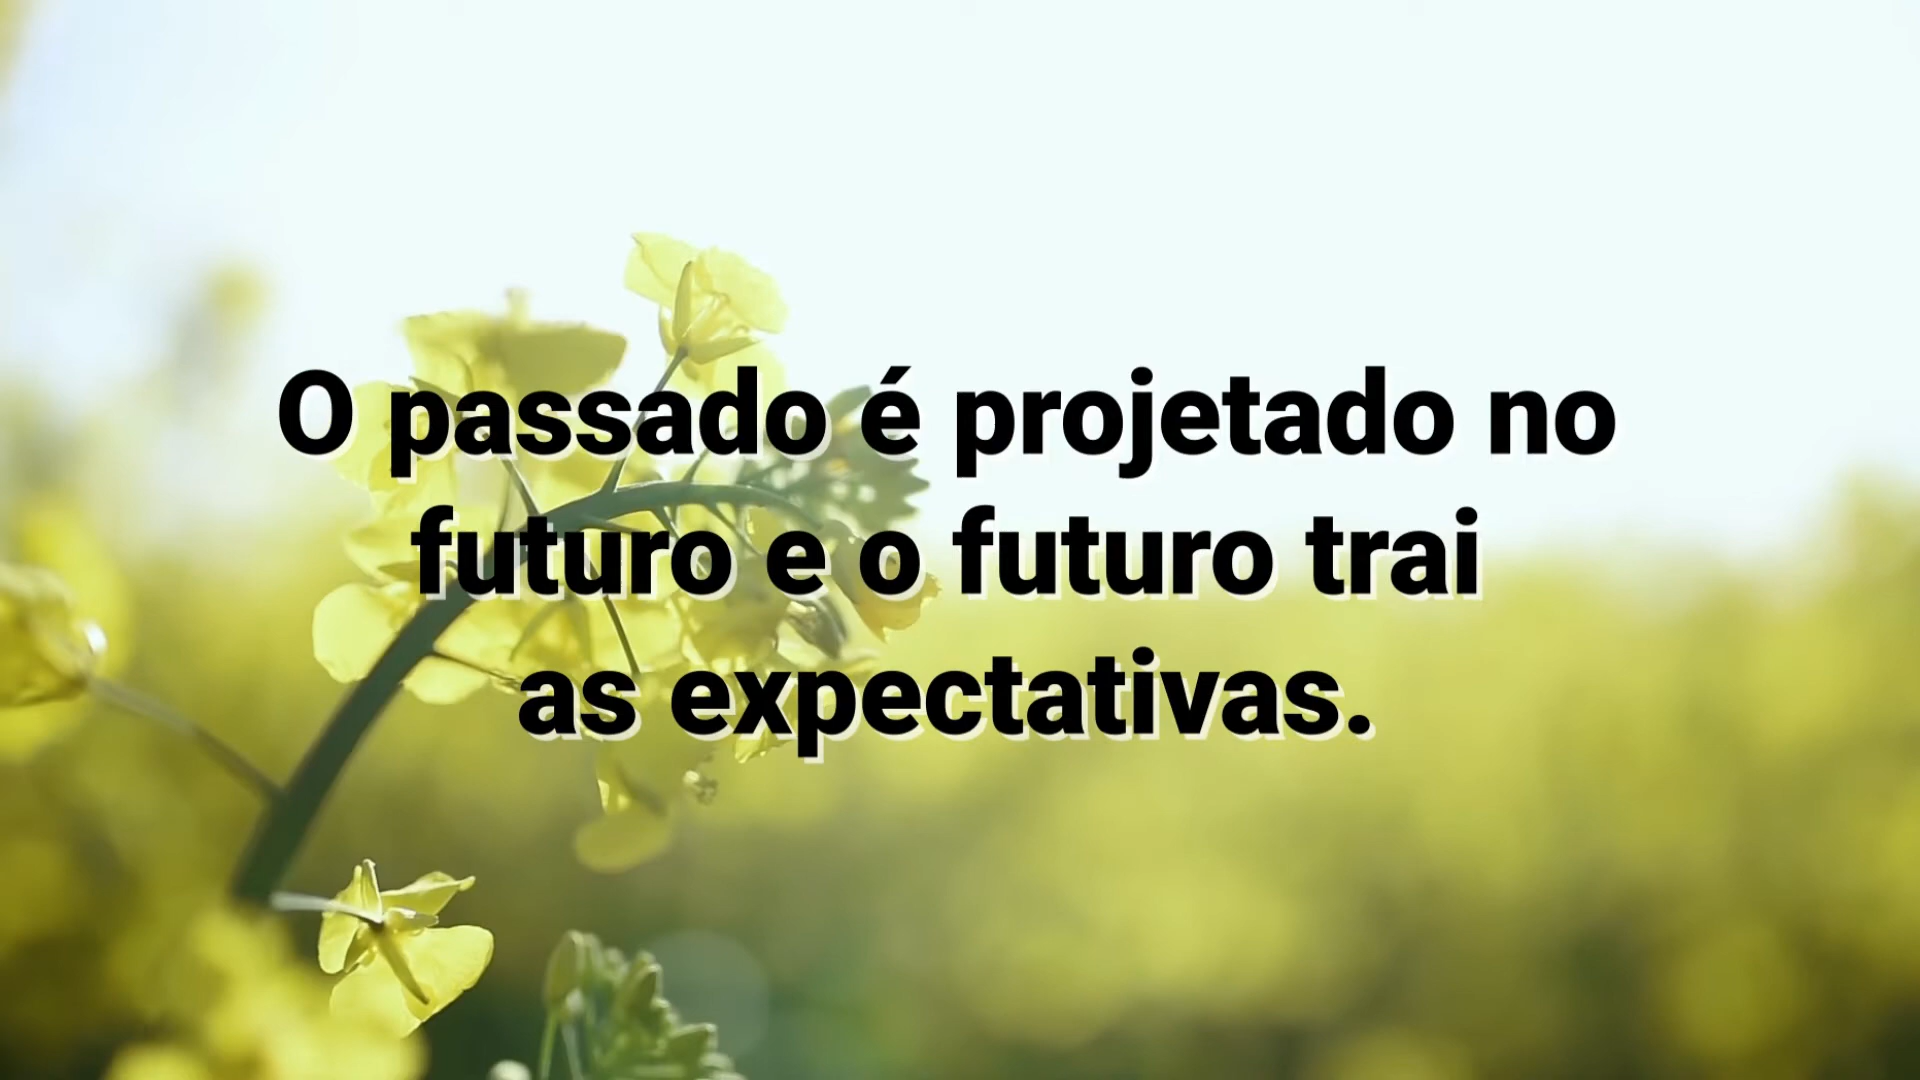 O passado é projetado no
futuro e o futuro trai
as expectativas.